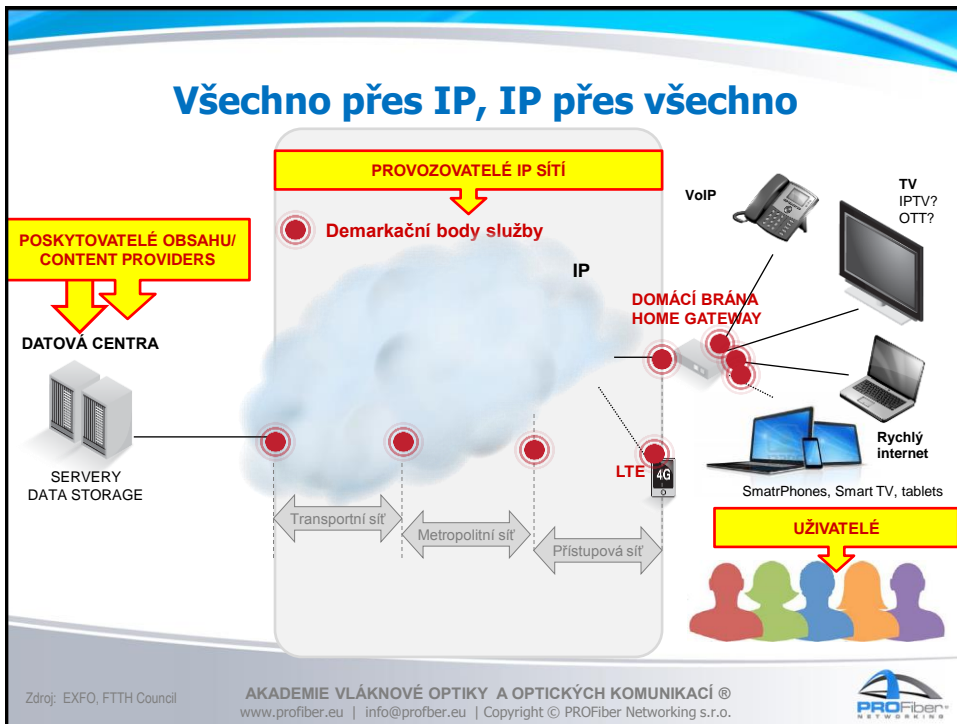 Všechno přes IP, IP přes všechno
PROVOZOVATELÉ IP SÍTÍ
Demarkační body služby
POSKYTOVATELÉ OBSAHU/
CONTENT PROVIDERS
DATOVÁ CENTRA
SERVERY
DATA STORAGE
IP
VoIP
TV
IPTV?
OTT?
DOMÁCÍ BRÁNA
HOME GATEWAY
Rychlý
internet
LTE
4G
SmatrPhones, Smart TV, tablets
Transportní síť
Metropolitní síť
Přístupová síť
UŽIVATELÉ
Zdroj: EXFO, FTTH Council
AKADEMIE VLÁKNOVÉ OPTIKY A OPTICKÝCH KOMUNIKACÍ ®
www.profiber.eu | info@profber.eu | Copyright © PROFiber Networking s.r.o.
PROFiber®
NETWORKING